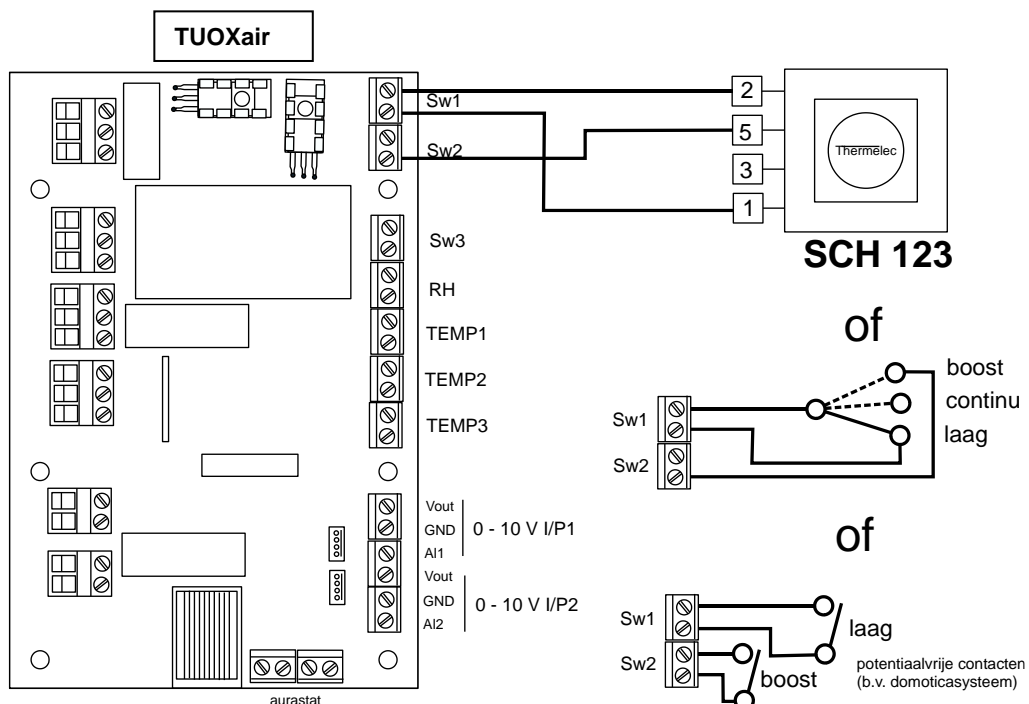 TUOXair
Sw1
Sw2
Sw3
RH
TEMP1
TEMP2
TEMP3
Vout
GND
AI1
0 - 10 V I/P1
Vout
GND
AI2
0 - 10 V I/P2
aurastat
2
5
3
1
Thermelec
SCH 123
of
boost
continu
laag
Sw1
Sw2
of
Sw1
Sw2
laag
boost
potentiaalvrije contacten
(b.v. domoticasysteem)